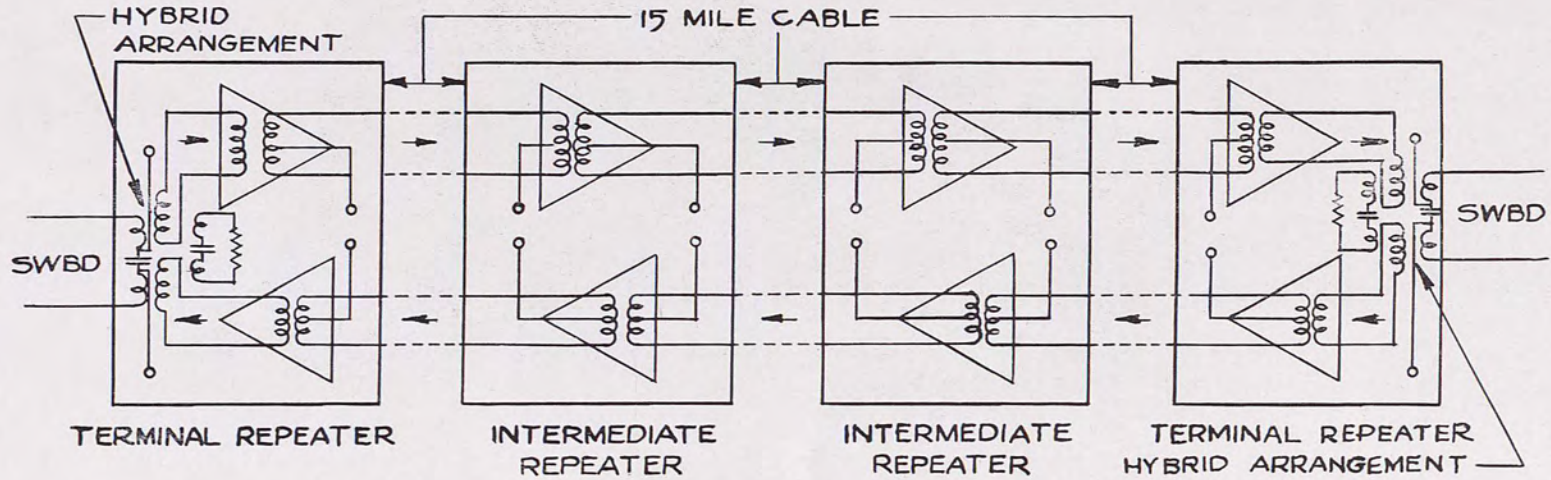 HYBRID
ARRANGEMENT
15 MILE CABLE
SWBD
SWBD
TERMINAL REPEATER
INTERMEDIATE
REPEATER
INTERMEDIATE
REPEATER
TERMINAL REPEATER
HYBRID ARRANGEMENT